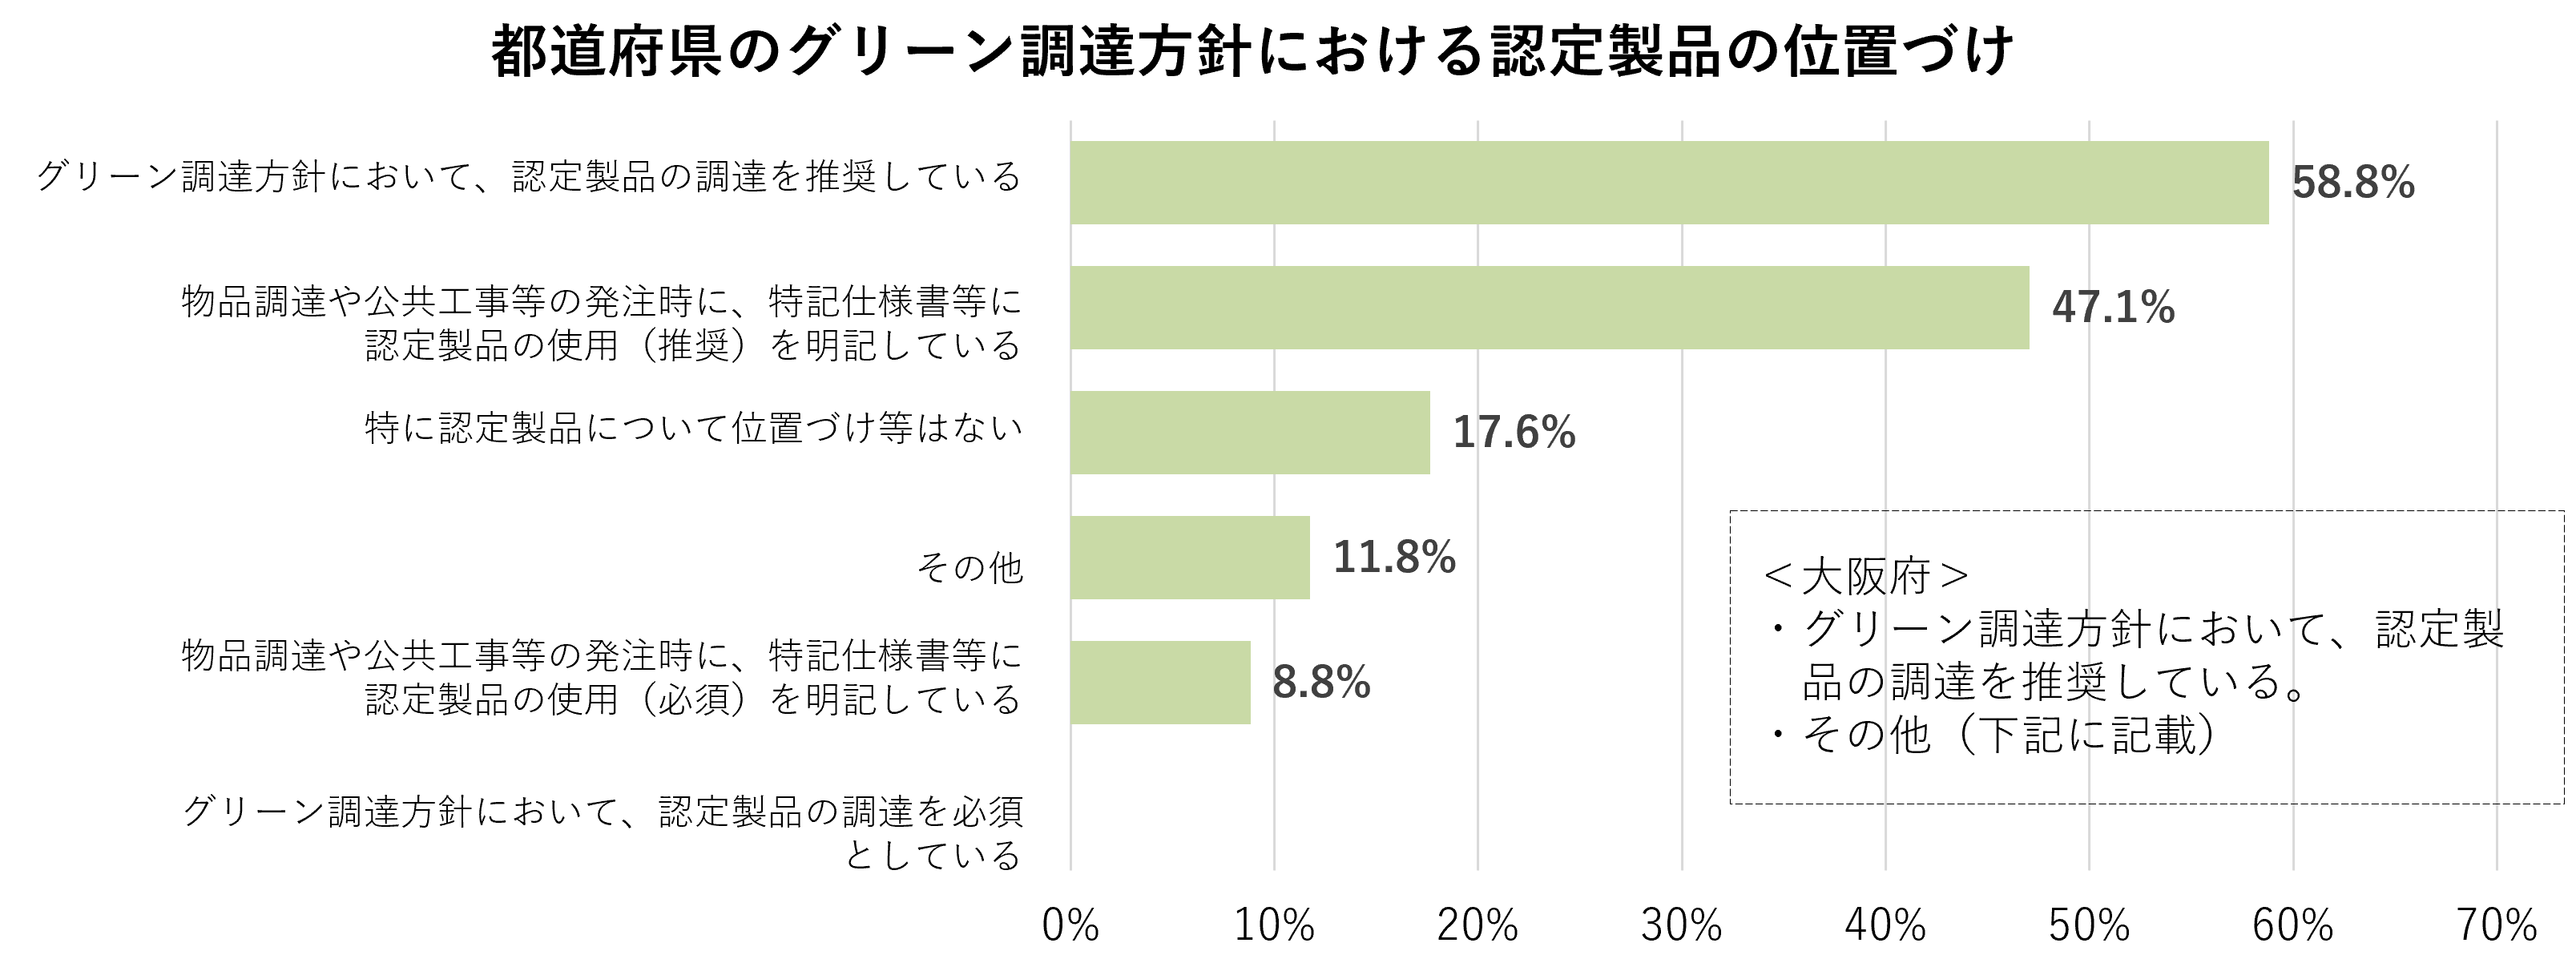 都道府県のグリーン調達方針における認定製品の位置づけ
グリーン調達方針において、認定製品の調達を推奨している
58.8%
物品調達や公共工事等の発注時に、特記仕様書等に
認定製品の使用（推奨）を明記している
47.1%
特に認定製品について位置づけ等はない
17.6%
その他
11.8%
物品調達や公共工事等の発注時に、特記仕様書等に
認定製品の使用（必須）を明記している
8.8%
グリーン調達方針において、認定製品の調達を必須
としている
＜大阪府＞
・グリーン調達方針において、認定製
品の調達を推奨している。
・その他（下記に記載）
0% 10% 20% 30% 40% 50% 60% 70%